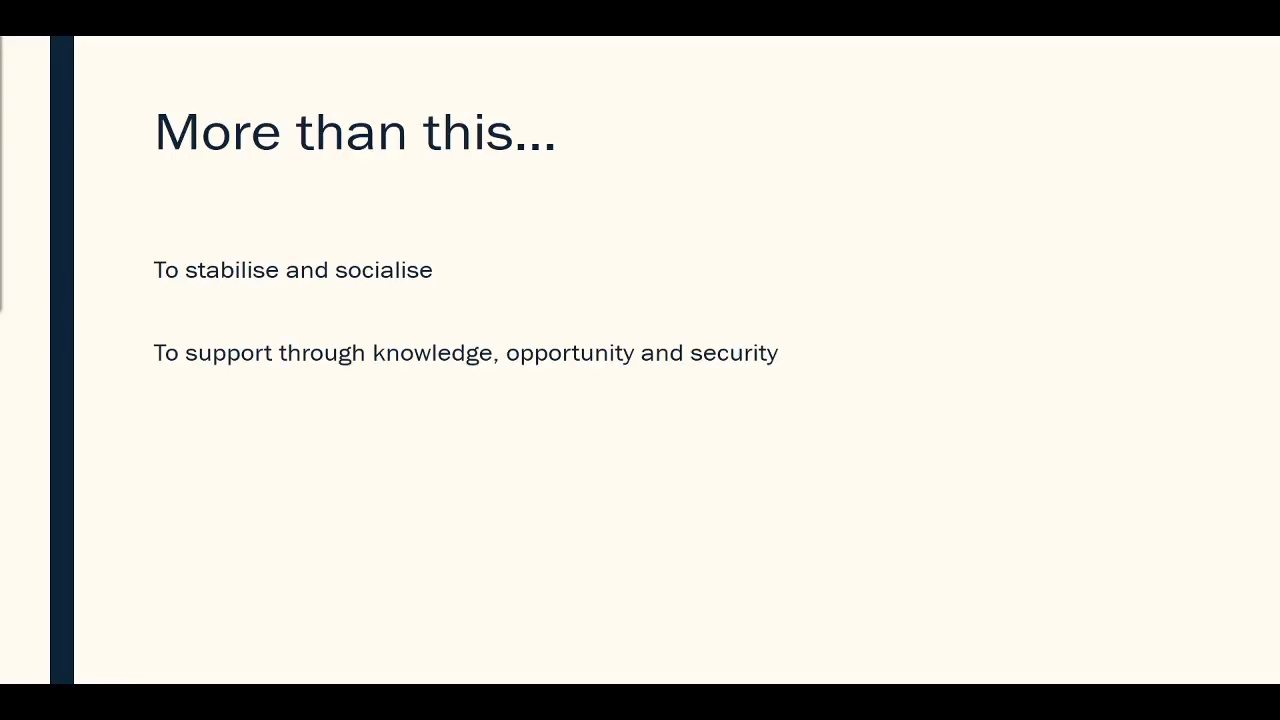 More than this...
To stabilise and socialise
To support through knowledge, opportunity and security